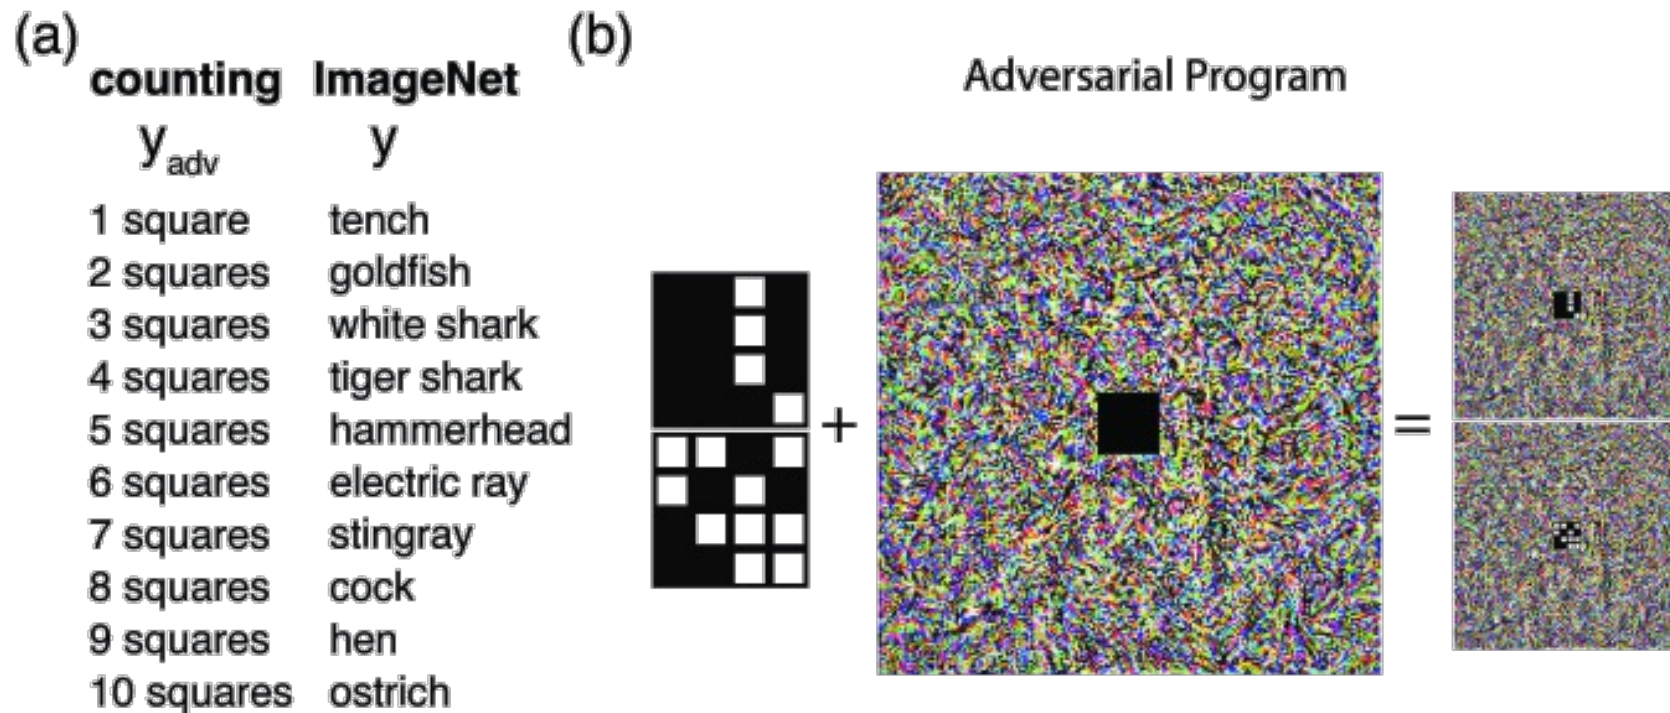 (a)
counting ImageNet
y_adv y
1 square tench
2 squares goldfish
3 squares white shark
4 squares tiger shark
5 squares hammerhead
6 squares electric ray
7 squares stingray
8 squares cock
9 squares hen
10 squares ostrich
(b)
Adversarial Program
+ =